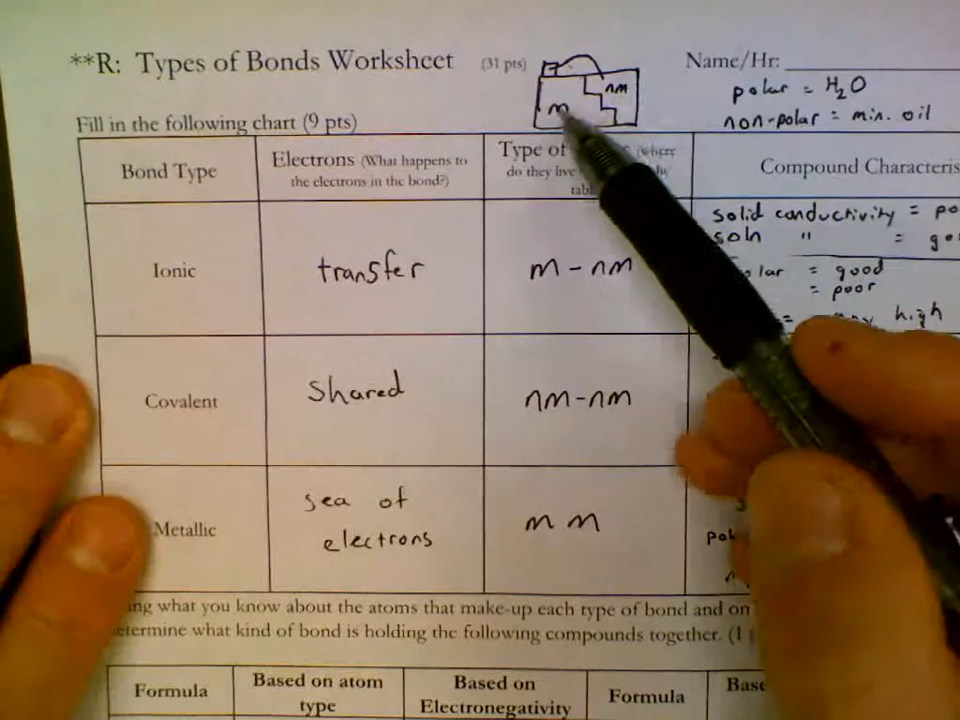 **R: Types of Bonds Worksheet (31 pts) Name/Hr:
m nm
polar = H2O
non-polar = min. oil
Fill in the following chart (9 pts)
Bond Type
Electrons (What happens to
the electrons in the bond?)
Type of (where
do they live
Compound Characteris
Ionic
transfer
m - nm
solid conductivity = po
soln " = go
= good
= poor
= high
Covalent
Shared
nm-nm
Metallic
sea of
electrons
m m
ing what you know about the atoms that make-up each type of bond and on
etermine what kind of bond is holding the following compounds together. (1
Formula
Based on atom
type
Based on
Electronegativity
Formula
Base